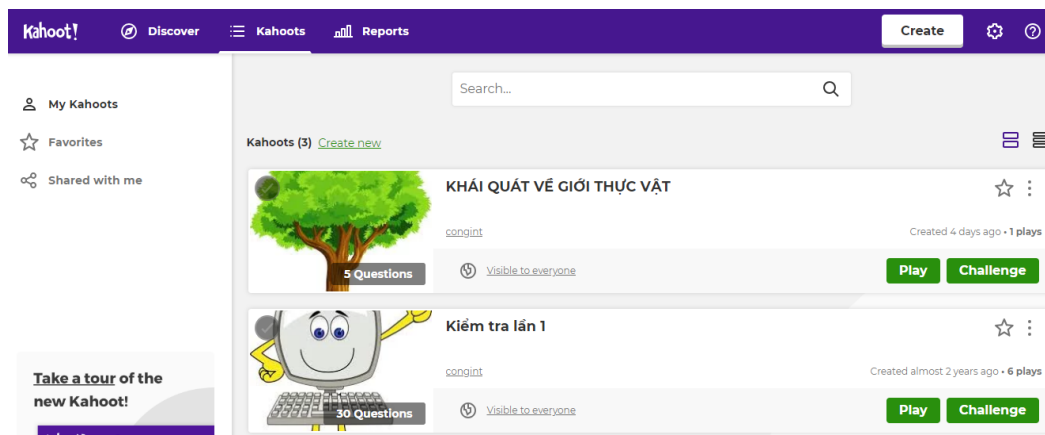 Kahoot! Discover Kahoots Reports Create
Search...
My Kahoots
Favorites
Shared with me
Take a tour of the
new Kahoot!
Kahoots (3) Create new
KHÁI QUÁT VỀ GIỚI THỰC VẬT
congint Created 4 days ago • 1 plays
5 Questions Visible to everyone Play Challenge
Kiểm tra lần 1
congint Created almost 2 years ago • 6 plays
30 Questions Visible to everyone Play Challenge